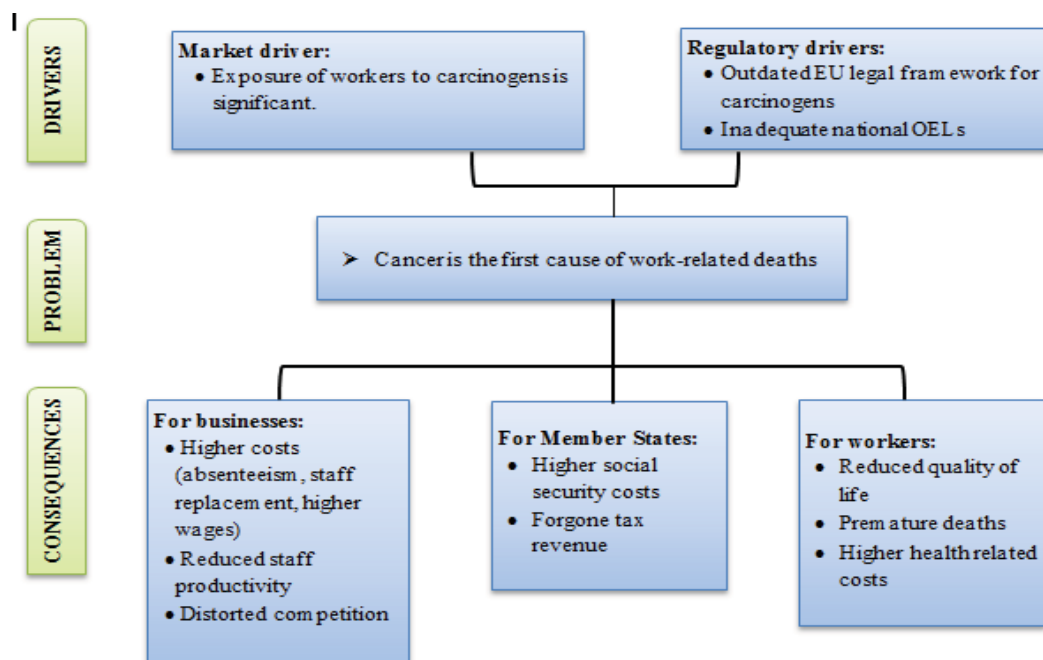 DRIVERS
Market driver:
• Exposure of workers to carcinogens is
significant.
Regulatory drivers:
• Outdated EU legal framework for
carcinogens
• Inadequate national OELs
PROBLEM
➢ Cancer is the first cause of work-related deaths
CONSEQUENCES
For businesses:
• Higher costs
(absenteeism, staff
replacement, higher
wages)
• Reduced staff
productivity
• Distorted competition
For Member States:
• Higher social
security costs
• Forgone tax
revenue
For workers:
• Reduced quality of
life
• Premature deaths
• Higher health related
costs